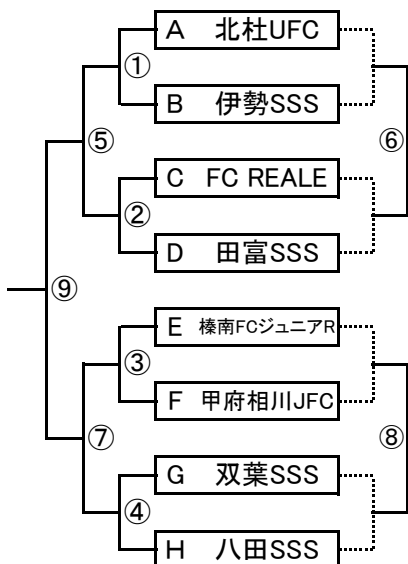 A 北杜UFC
①
B 伊勢SSS
⑤ ⑥
C FC REALE
②
D 田富SSS
⑨
E 榛南FCジュニアR
③
F 甲府相川JFC
⑦ ⑧
G 双葉SSS
④
H 八田SSS